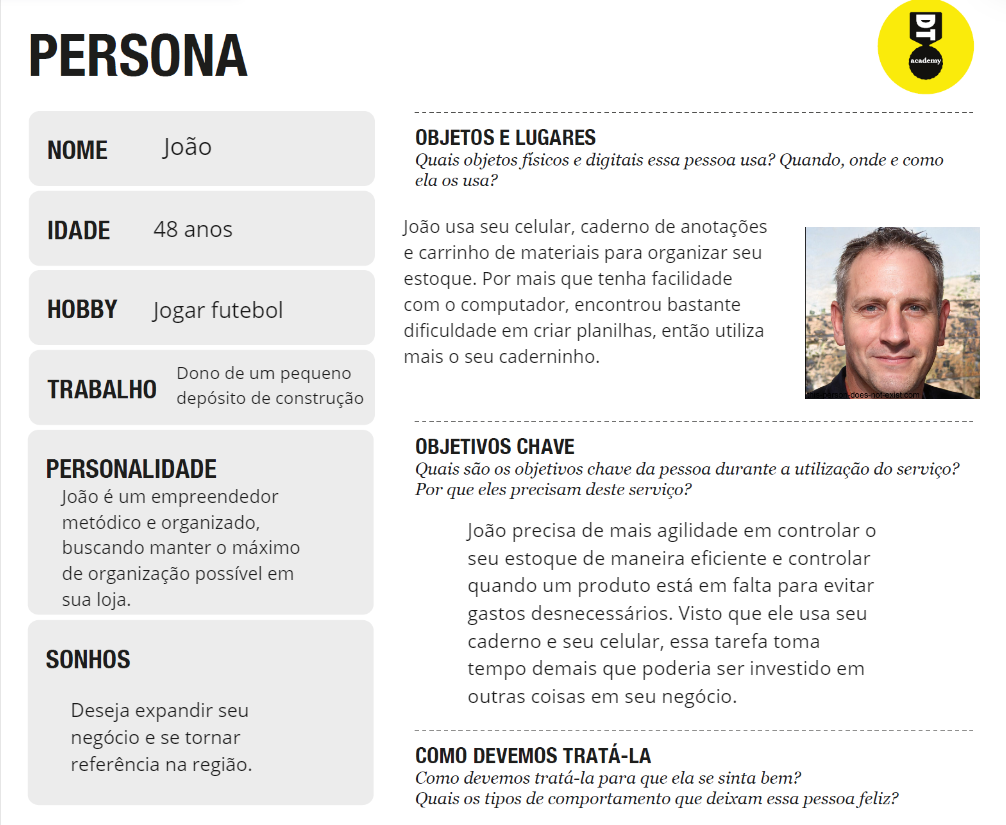 PERSONA
DT
academy
NOME
João
IDADE
48 anos
HOBBY
Jogar futebol
TRABALHO
Dono de um pequeno
depósito de construção
PERSONALIDADE
João é um empreendedor
metódico e organizado,
buscando manter o máximo
de organização possível em
sua loja.
SONHOS
Deseja expandir seu
negócio e se tornar
referência na região.
OBJETOS E LUGARES
Quais objetos físicos e digitais essa pessoa usa? Quando, onde e como
ela os usa?
João usa seu celular, caderno de anotações
e carrinho de materiais para organizar seu
estoque. Por mais que tenha facilidade
com o computador, encontrou bastante
dificuldade em criar planilhas, então utiliza
mais o seu caderninho.
-does-not-exist.com
OBJETIVOS CHAVE
Quais são os objetivos chave da pessoa durante a utilização do serviço?
Por que eles precisam deste serviço?
João precisa de mais agilidade em controlar o
seu estoque de maneira eficiente e controlar
quando um produto está em falta para evitar
gastos desnecessários. Visto que ele usa seu
caderno e seu celular, essa tarefa toma
tempo demais que poderia ser investido em
outras coisas em seu negócio.
COMO DEVEMOS TRATÁ-LA
Como devemos tratá-la para que ela se sinta bem?
Quais os tipos de comportamento que deixam essa pessoa feliz?